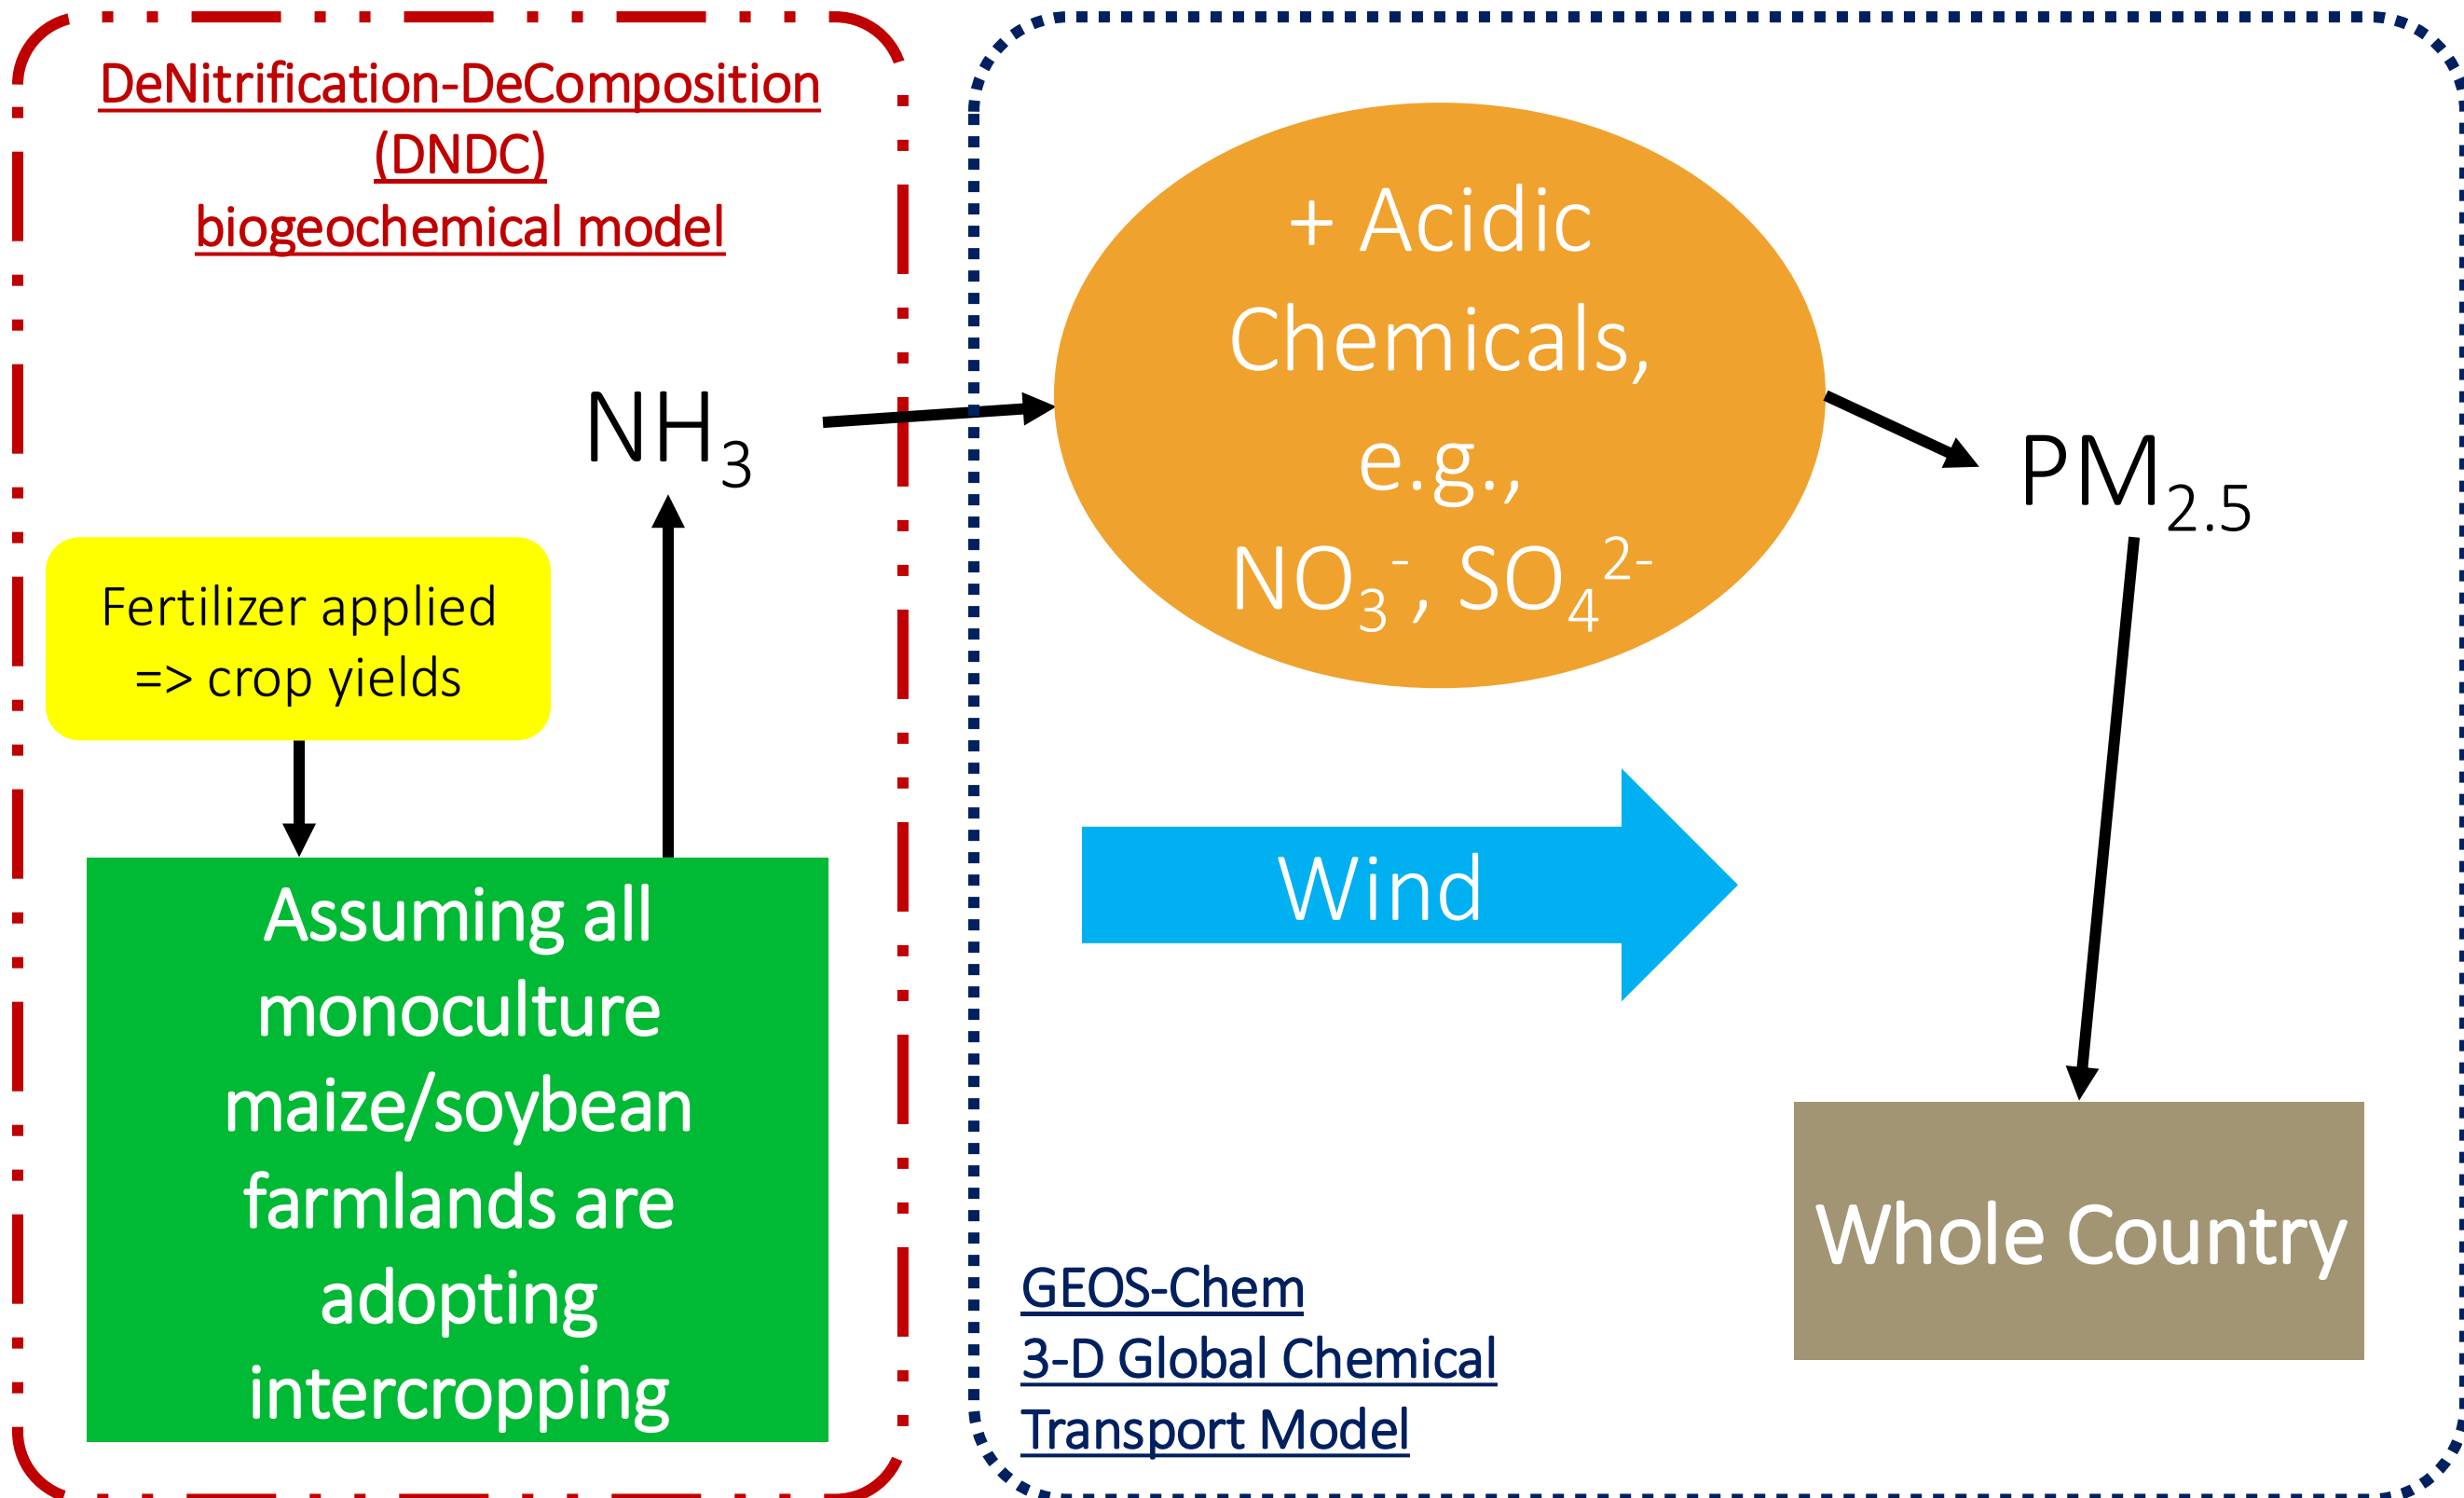 DeNitrification-DeComposition
(DNDC)
biogeochemical model
NH₃
Fertilizer applied
=> crop yields
Assuming all
monoculture
maize/soybean
farmlands are
adopting
intercropping
+ Acidic
Chemicals,
e.g.,
NO₃⁻, SO₄²⁻
PM₂.₅
Wind
Whole Country
GEOS-Chem
3-D Global Chemical
Transport Model